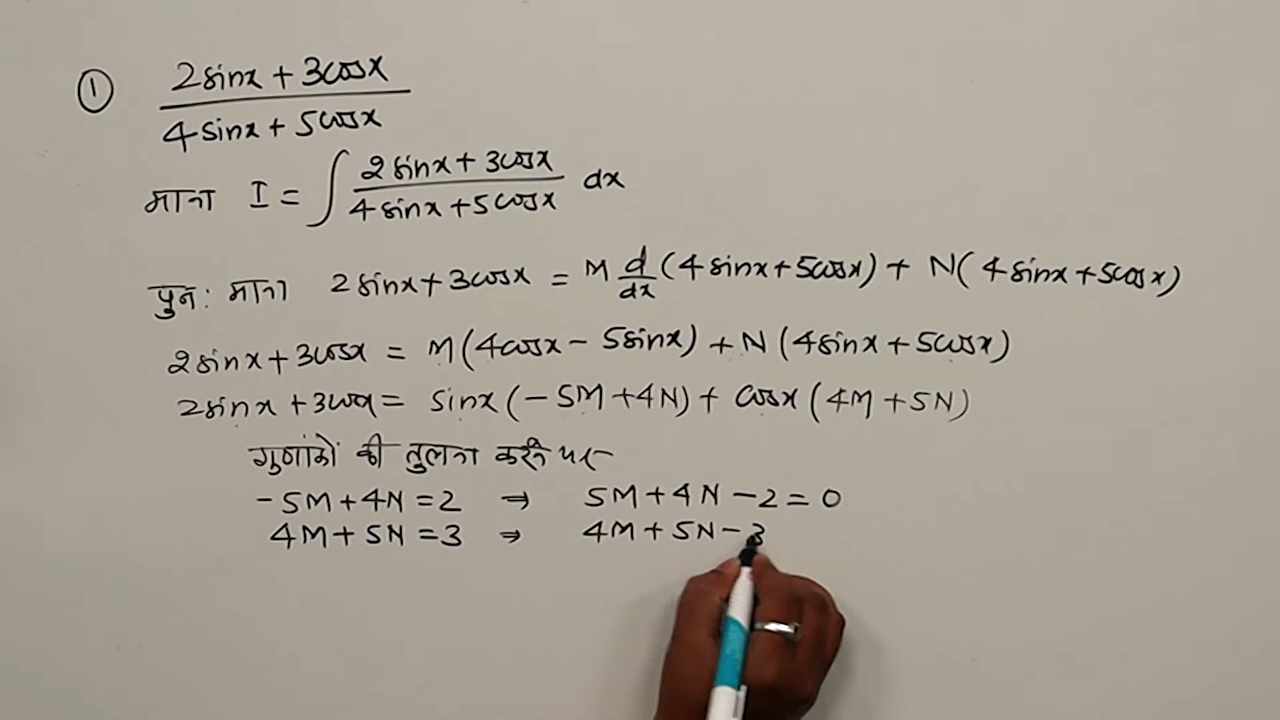 ① 2sinx + 3cosx
4sinx + 5cosx
माना I = ∫ 2sinx + 3cosx / 4sinx + 5cosx dx
पुनः माना 2sinx + 3cosx = M d/dx (4sinx + 5cosx) + N(4sinx + 5cosx)
2sinx + 3cosx = M(4cosx - 5sinx) + N(4sinx + 5cosx)
2sinx + 3cosx = sinx(-5M + 4N) + cosx(4M + 5N)
गुणांकों की तुलना करने पर-
-5M + 4N = 2 ⇒ 5M + 4N - 2 = 0
4M + 5N = 3 ⇒ 4M + 5N - 3